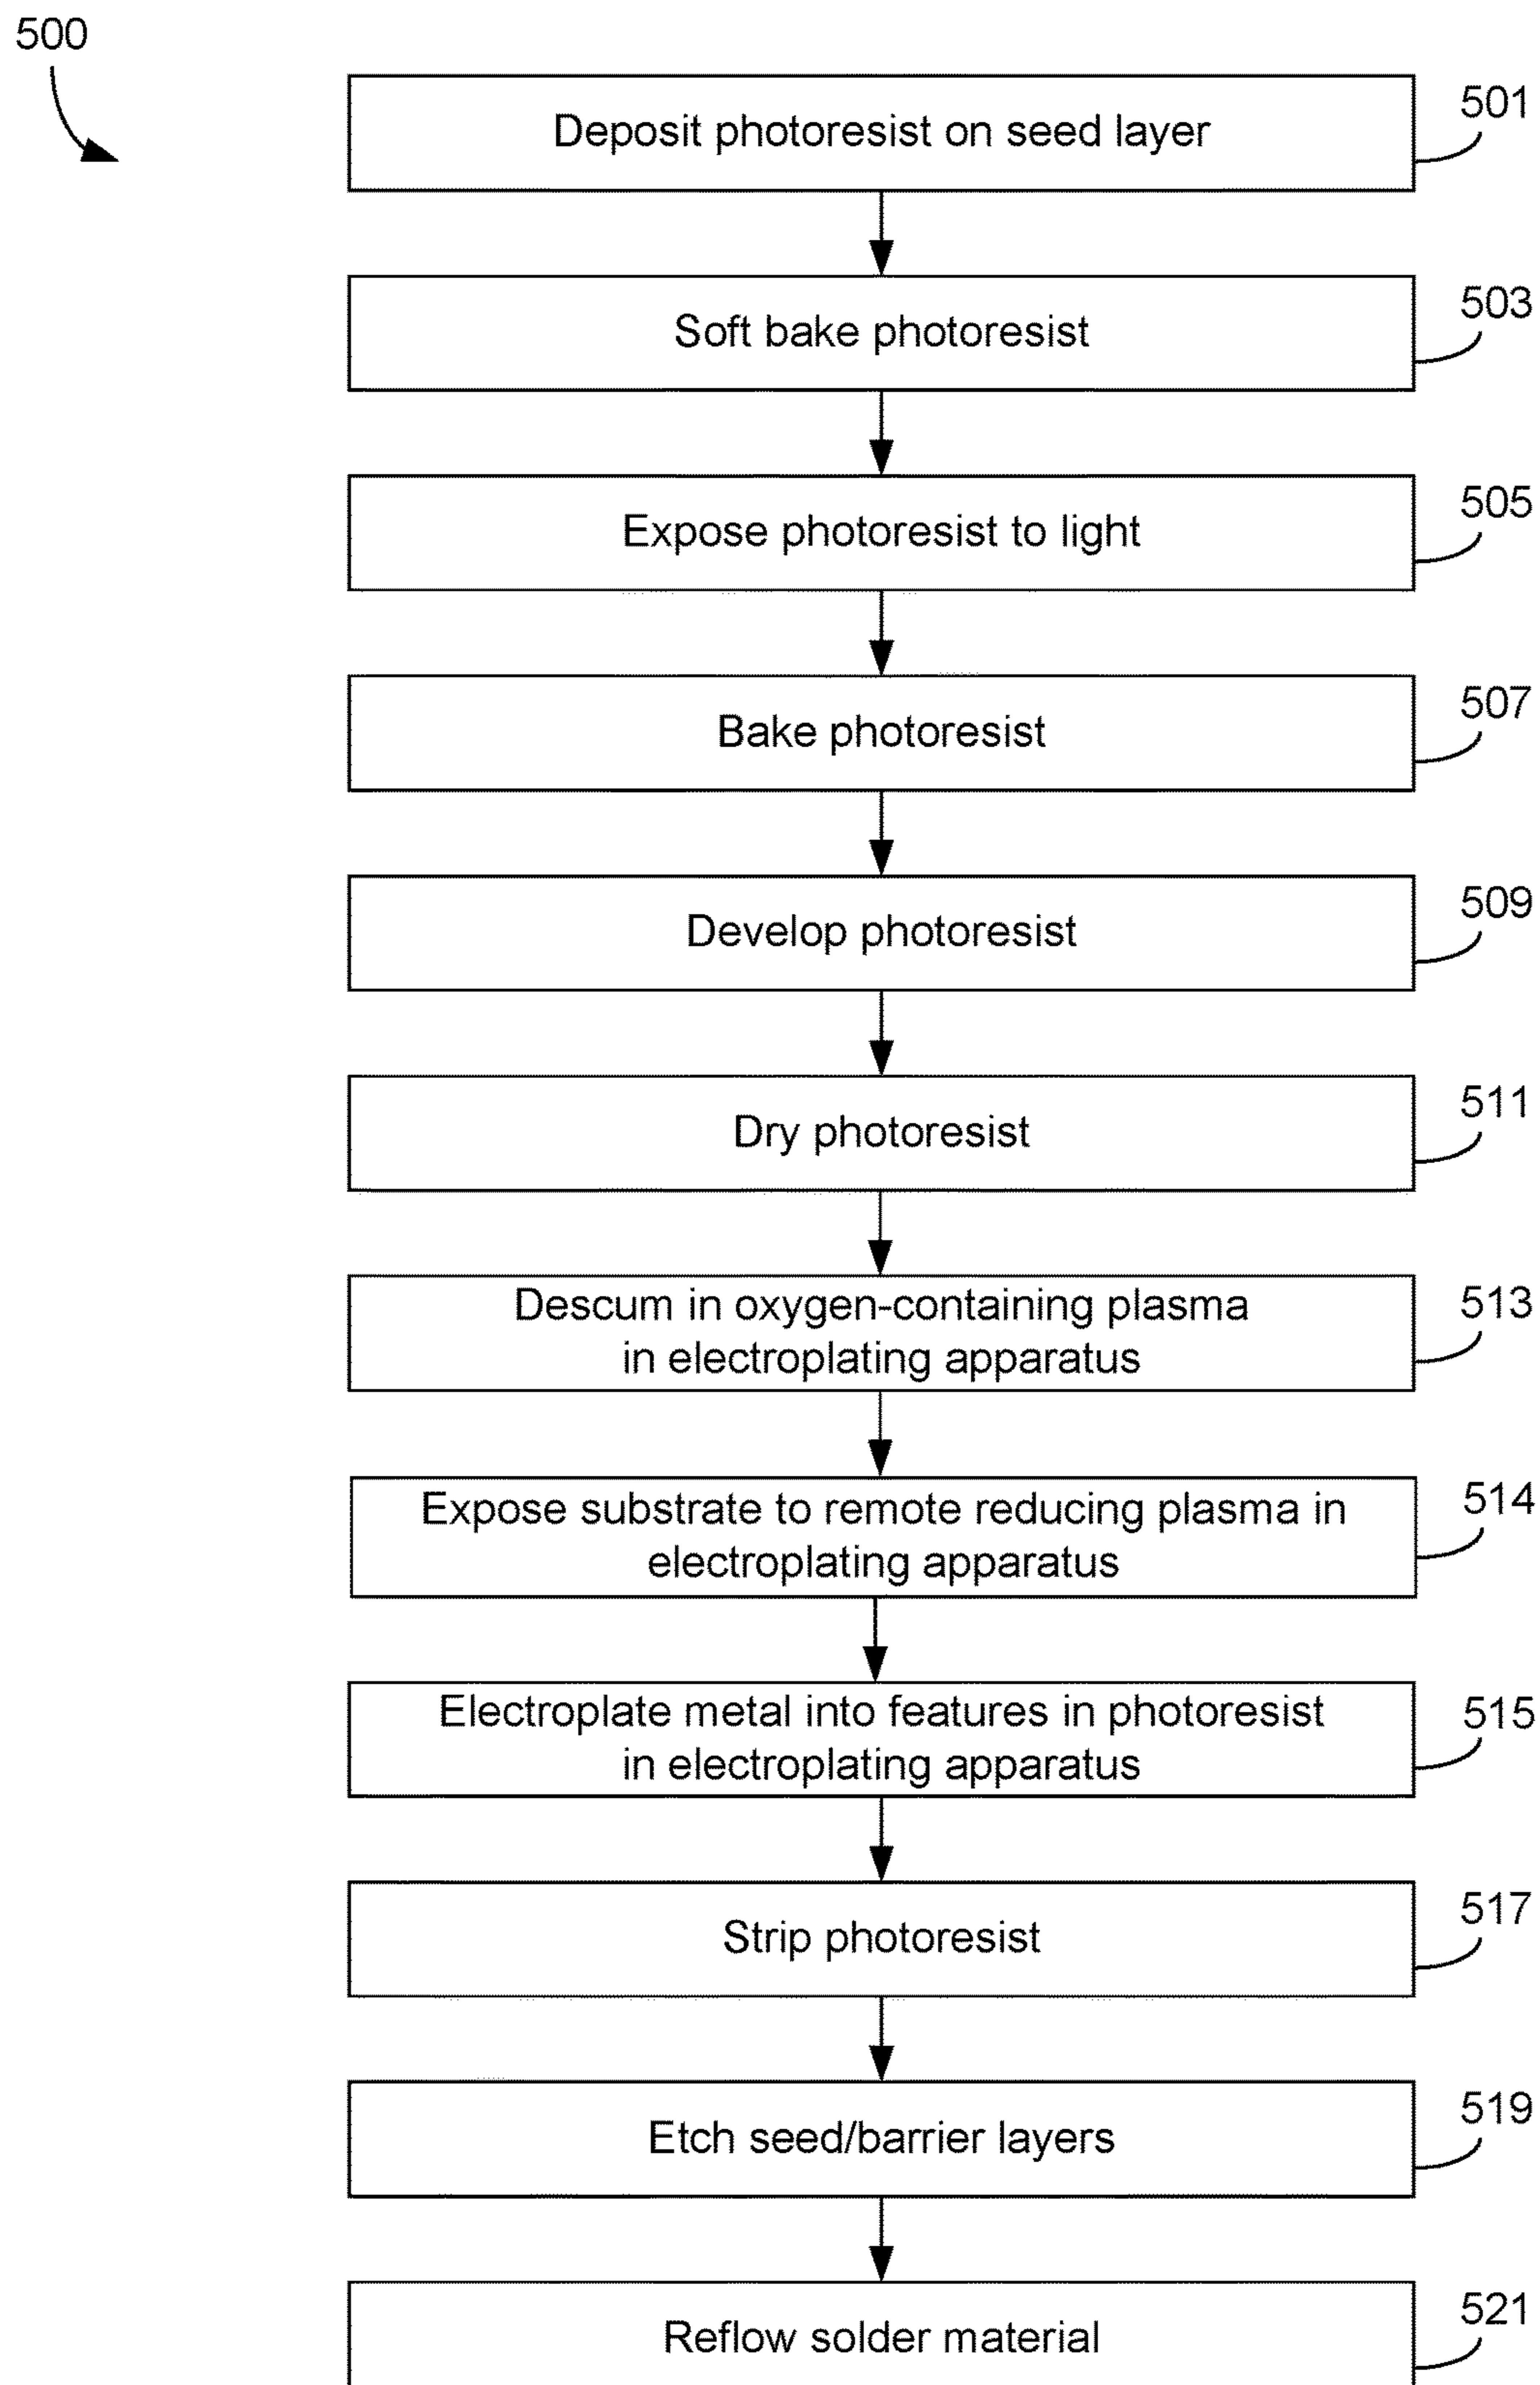 500
Deposit photoresist on seed layer
501
Soft bake photoresist
503
Expose photoresist to light
505
Bake photoresist
507
Develop photoresist
509
Dry photoresist
511
Descum in oxygen-containing plasma
in electroplating apparatus
513
Expose substrate to remote reducing plasma in
electroplating apparatus
514
Electroplate metal into features in photoresist
in electroplating apparatus
515
Strip photoresist
517
Etch seed/barrier layers
519
Reflow solder material
521